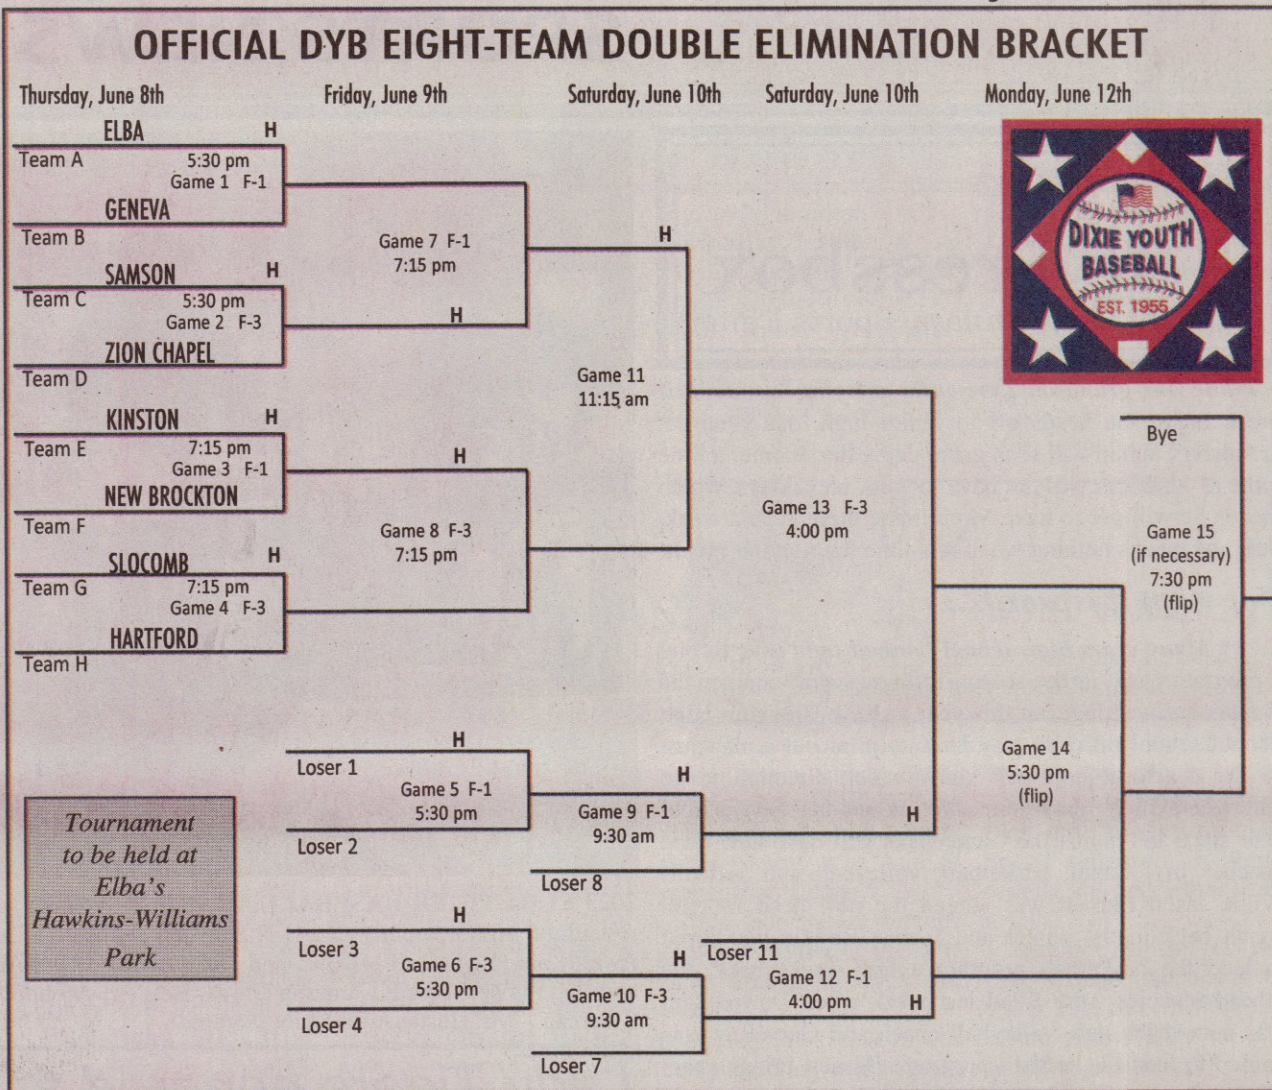 OFFICIAL DYB EIGHT-TEAM DOUBLE ELIMINATION BRACKET
Thursday, June 8th
Friday, June 9th
Saturday, June 10th
Saturday, June 10th
Monday, June 12th
ELBA H
Team A
5:30 pm
Game 1 F-1
GENEVA
Team B
SAMSON H
Team C
5:30 pm
Game 2 F-3
ZION CHAPEL
Team D
KINSTON H
Team E
7:15 pm
Game 3 F-1
NEW BROCKTON
Team F
SLOCOMB H
Team G
7:15 pm
Game 4 F-3
HARTFORD
Team H
Game 7 F-1
7:15 pm
H
H
Game 8 F-3
7:15 pm
H
Loser 1
Game 5 F-1
5:30 pm
Loser 2
H
Loser 3
Game 6 F-3
5:30 pm
Loser 4
H
Game 11
11:15 am
H
Game 9 F-1
9:30 am
Loser 8
H
Game 10 F-3
9:30 am
Loser 7
Game 13 F-3
4:00 pm
H
Loser 11
Game 12 F-1
4:00 pm
H
DIXIE YOUTH
BASEBALL
EST. 1955
Bye
Game 15
(if necessary)
7:30 pm
(flip)
Game 14
5:30 pm
(flip)
Tournament
to be held at
Elba's
Hawkins-Williams
Park